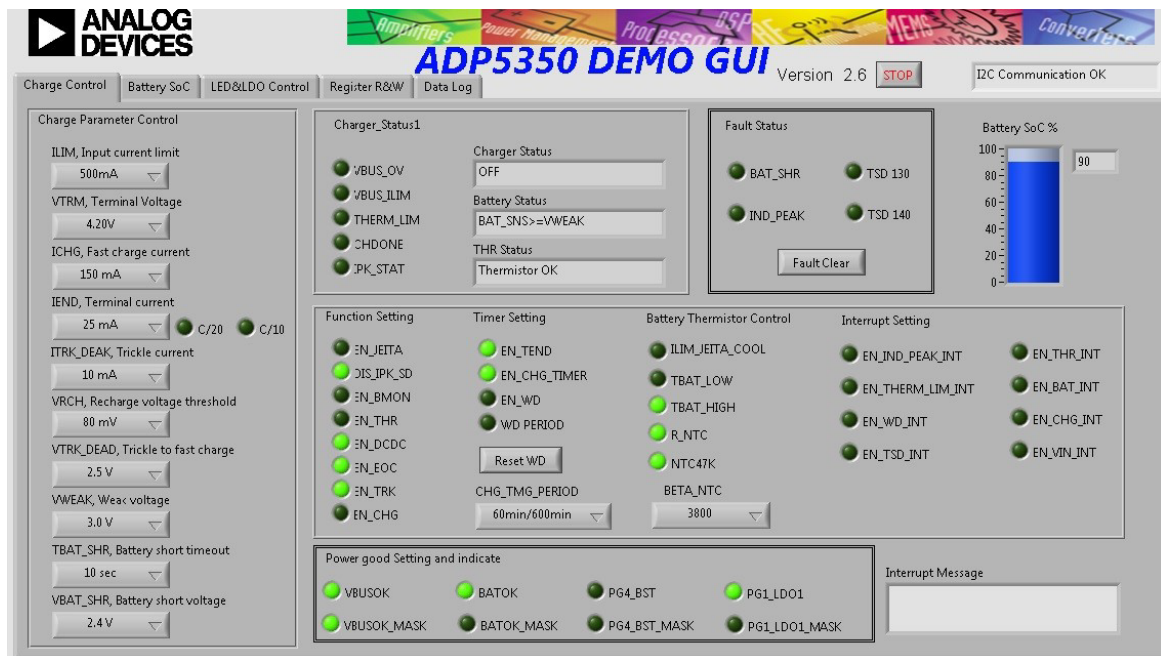 ANALOG
DEVICES
Amplifiers Power Management Processors DSP RF MEMS Converters
ADP5350 DEMO GUI
Version 2.6 STOP
I2C Communication OK
Charge Control Battery SoC LED&LDO Control Register R&W Data Log
Charge Parameter Control
ILIM, Input current limit
500mA
VTRM, Terminal Voltage
4.20V
ICHG, Fast charge current
150 mA
IEND, Terminal current
25 mA C/20 C/10
ITRK_DEAK, Trickle current
10 mA
VRCH, Recharge voltage threshold
80 mV
VTRK_DEAD, Trickle to fast charge
2.5 V
VWEAK, Weak voltage
3.0 V
TBAT_SHR, Battery short timeout
10 sec
VBAT_SHR, Battery short voltage
2.4 V
Charger_Status1
VBUS_OV
VBUS_ILIM
THERM_LIM
CHDONE
IPK_STAT
Charger Status
OFF
Battery Status
BAT_SNS>=VWEAK
THR Status
Thermistor OK
Fault Status
BAT_SHR TSD 130
IND_PEAK TSD 140
Fault Clear
Battery SoC %
100
80
60
40
20
0
90
Function Setting
EN_JEITA
DIS_IPK_SD
EN_BMON
EN_THR
EN_DCDC
EN_EOC
EN_TRK
EN_CHG
Timer Setting
EN_TEND
EN_CHG_TIMER
EN_WD
WD PERIOD
Reset WD
CHG_TMG_PERIOD
60min/600min
Battery Thermistor Control
ILIM_JEITA_COOL
TBAT_LOW
TBAT_HIGH
R_NTC
NTC47K
BETA_NTC
3800
Interrupt Setting
EN_IND_PEAK_INT EN_THR_INT
EN_THERM_LIM_INT EN_BAT_INT
EN_WD_INT EN_CHG_INT
EN_TSD_INT EN_VIN_INT
Power good Setting and indicate
VBUSOK BATOK PG4_BST PG1_LDO1
VBUSOK_MASK BATOK_MASK PG4_BST_MASK PG1_LDO1_MASK
Interrupt Message